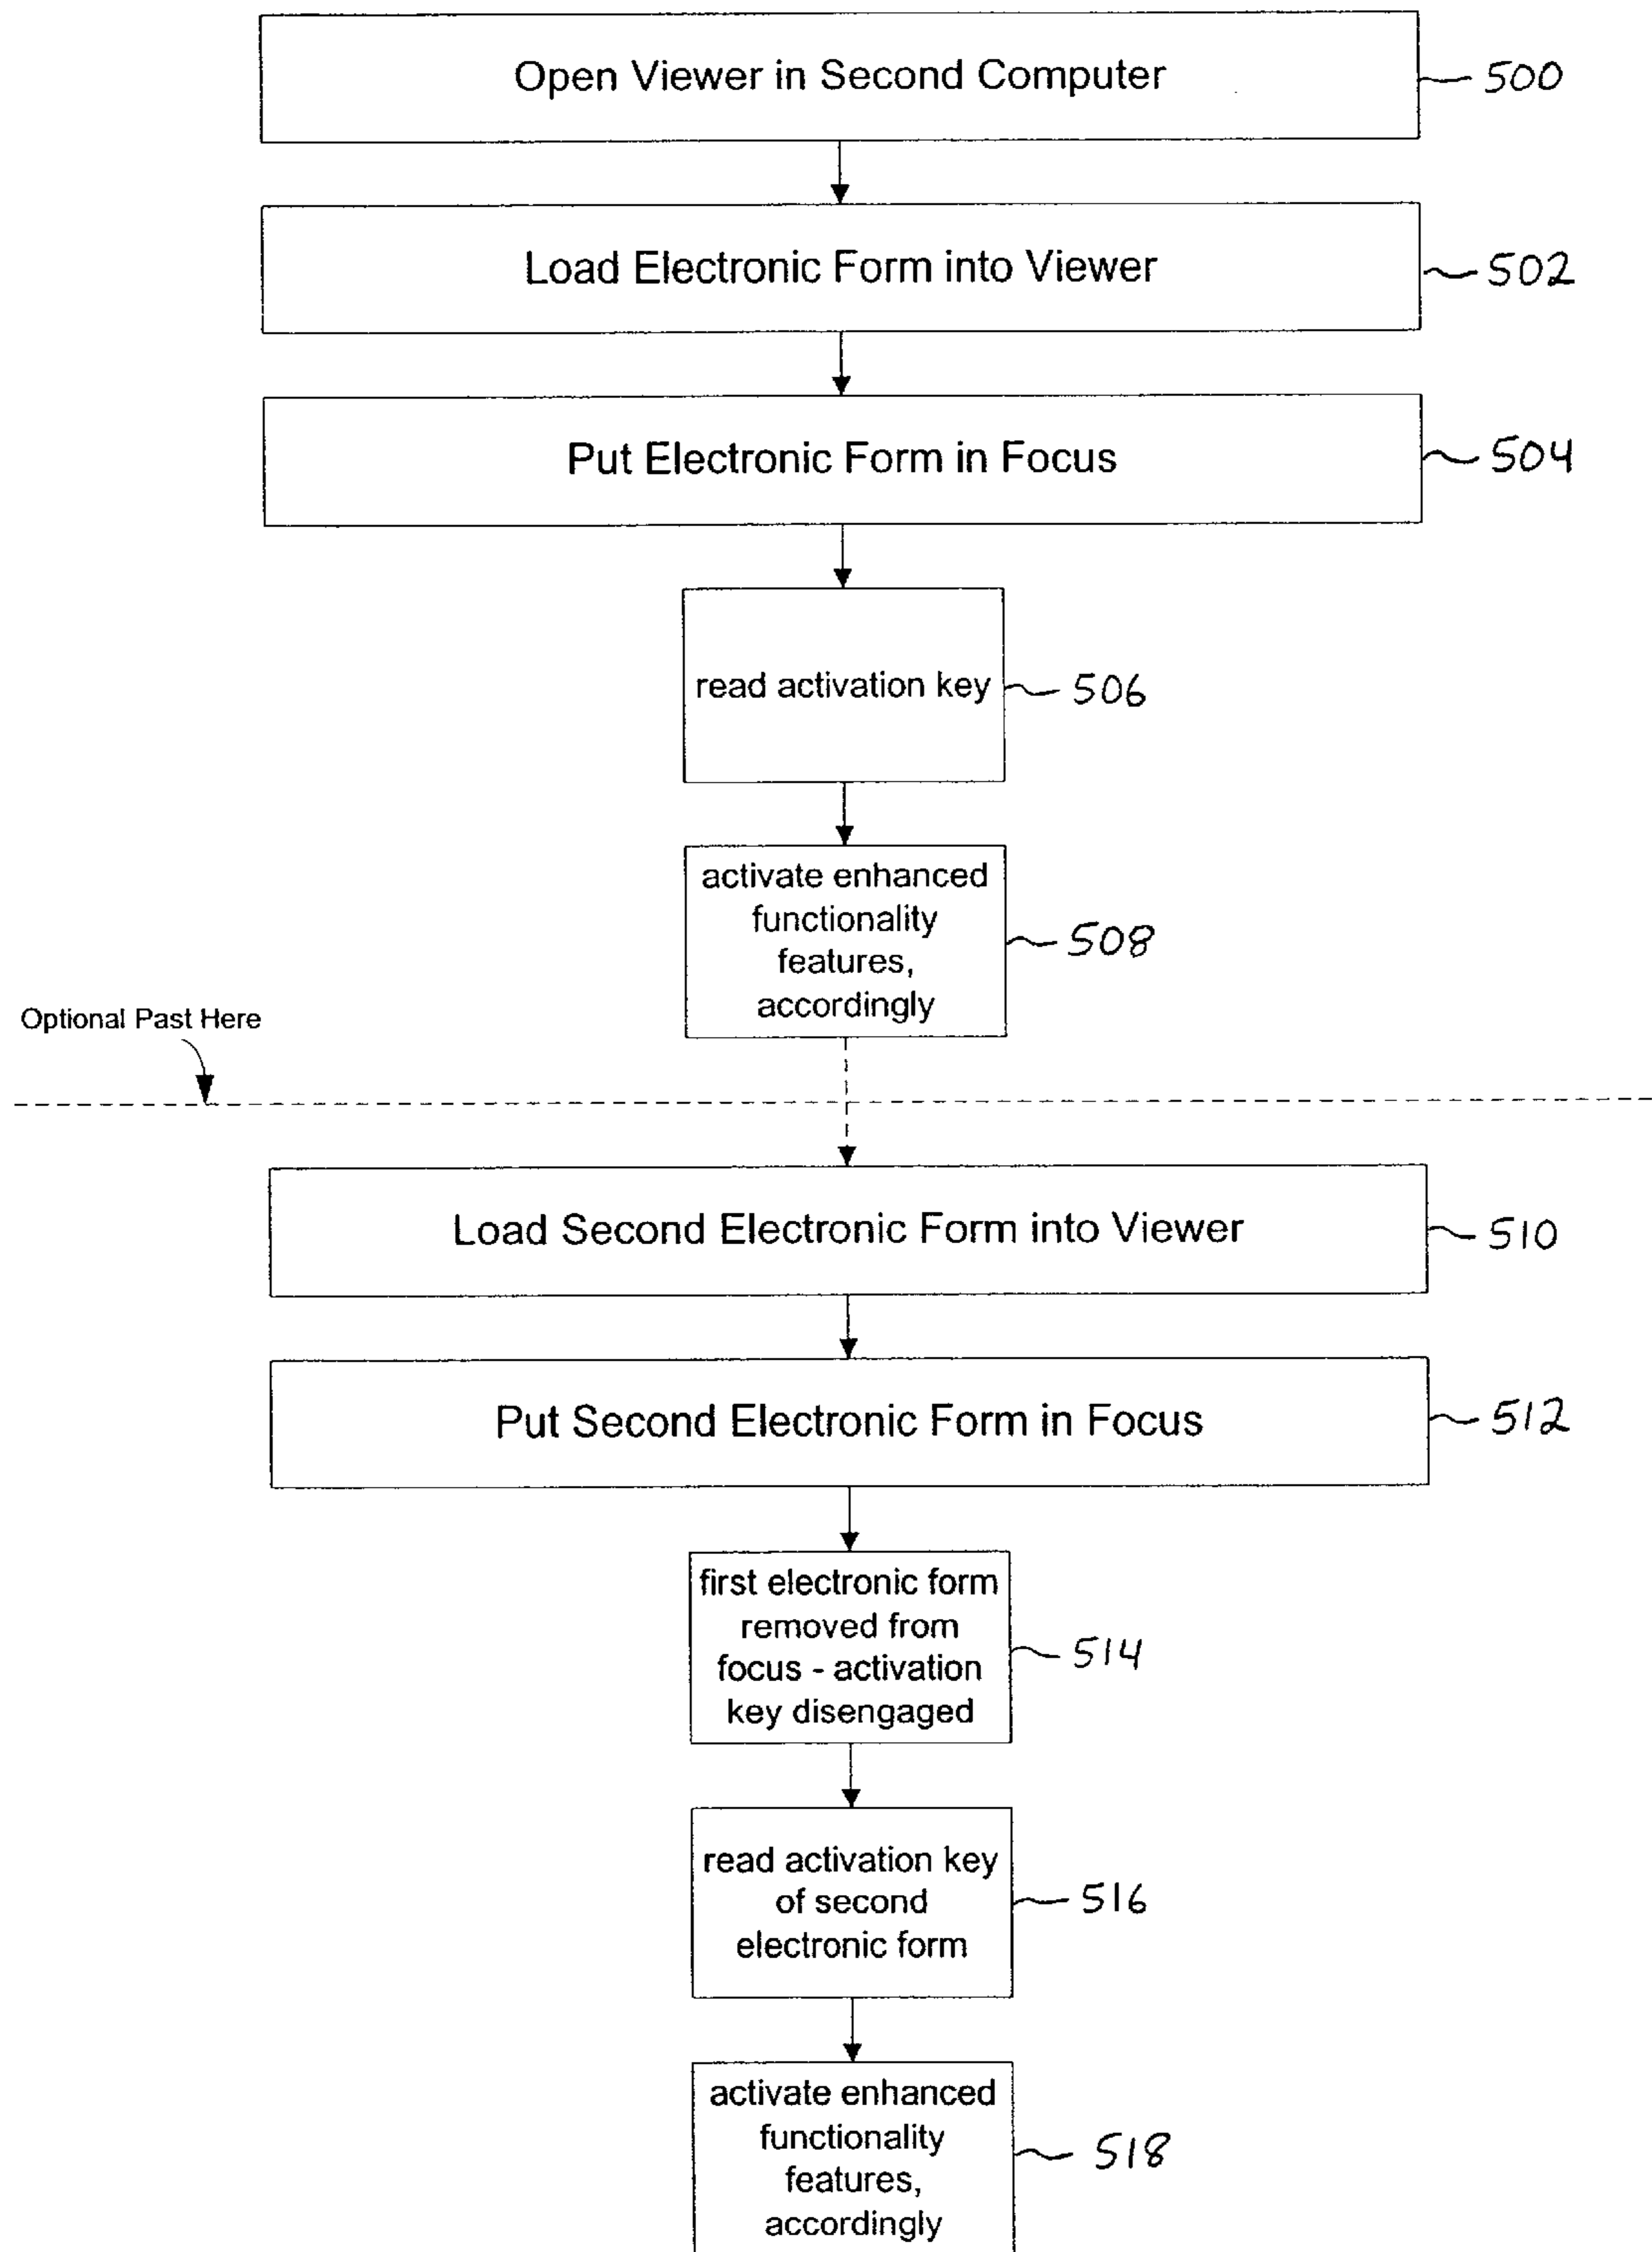 Open Viewer in Second Computer
500
Load Electronic Form into Viewer
502
Put Electronic Form in Focus
504
read activation key
506
activate enhanced
functionality
features,
accordingly
508
Optional Past Here
Load Second Electronic Form into Viewer
510
Put Second Electronic Form in Focus
512
first electronic form
removed from
focus - activation
key disengaged
514
read activation key
of second
electronic form
516
activate enhanced
functionality
features,
accordingly
518